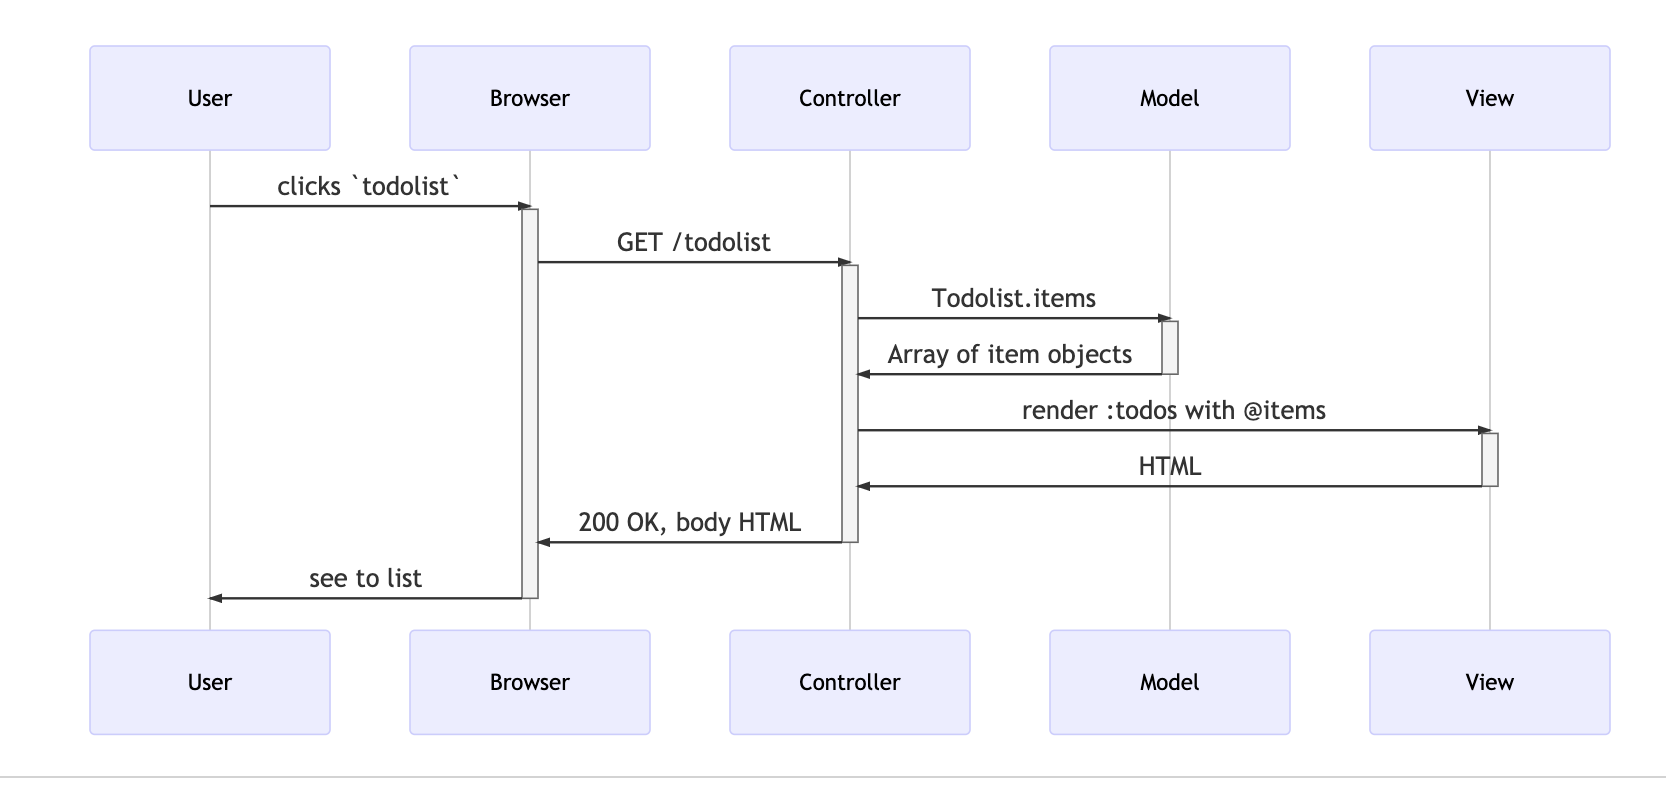 User
Browser
Controller
Model
View
clicks `todolist`
GET /todolist
Todolist.items
Array of item objects
render :todos with @items
HTML
200 OK, body HTML
see to list
User
Browser
Controller
Model
View